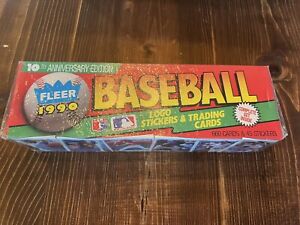 10th ANNIVERSARY EDITION
FLEER
1990
BASEBALL
LOGO
STICKERS & TRADING
CARDS
660 CARDS & 45 STICKERS